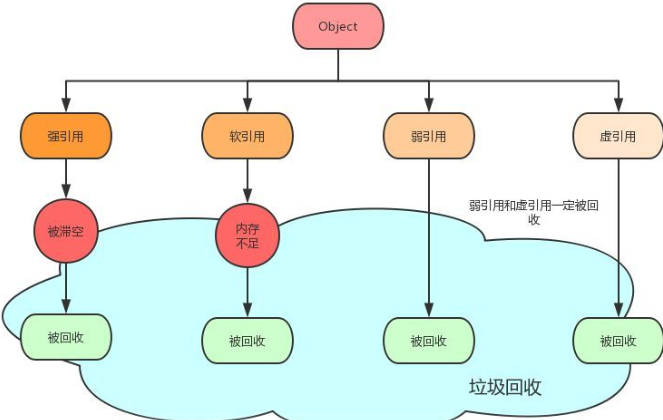 Object
强引用
软引用
弱引用
虚引用
弱引用和虚引用一定被回
收
被滞空
内存
不足
被回收
被回收
被回收
被回收
垃圾回收